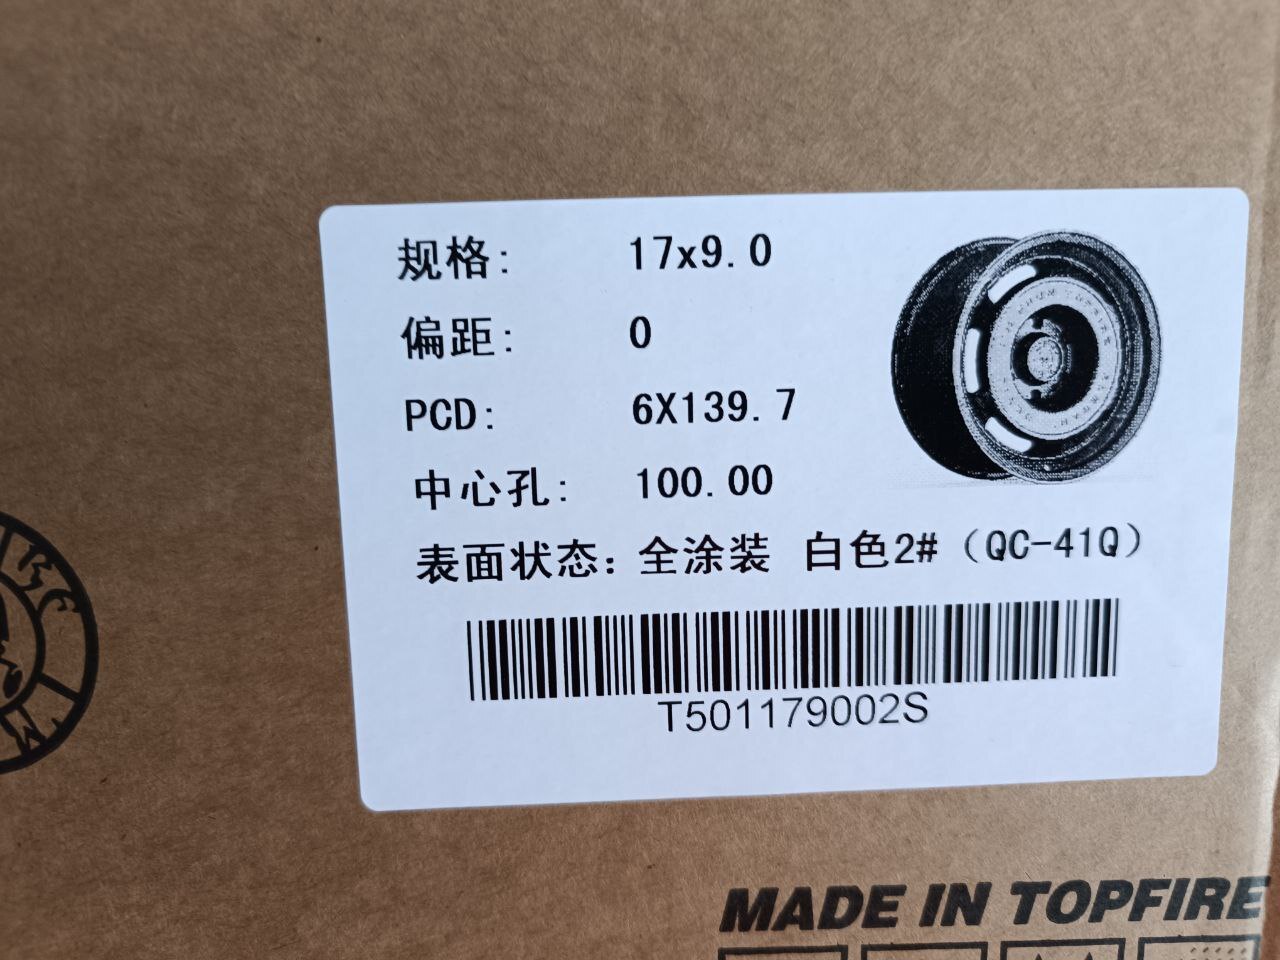 规格: 17x9.0
偏距: 0
PCD: 6X139.7
中心孔: 100.00
表面状态: 全涂装 白色2#（QC-41Q）
T501179002S
MADE IN TOPFIRE